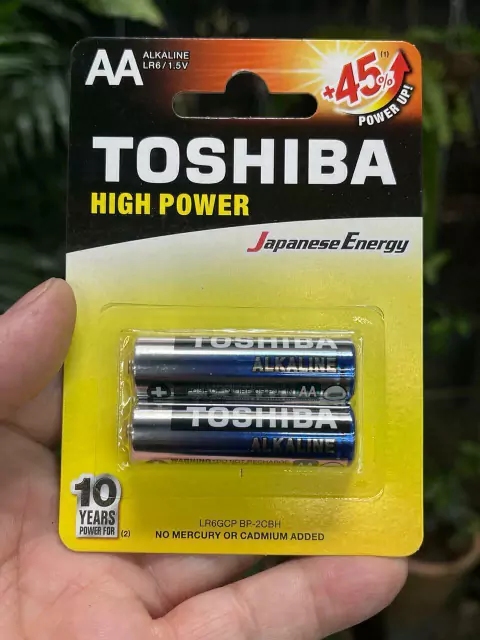 AA
ALKALINE
LR6 / 1.5V
+45% (1)
POWER UP!
TOSHIBA
HIGH POWER
Japanese Energy
TOSHIBA
ALKALINE
AA
TOSHIBA
ALKALINE
10
YEARS
POWER FOR (2)
LR6GCP BP-2CBH
NO MERCURY OR CADMIUM ADDED